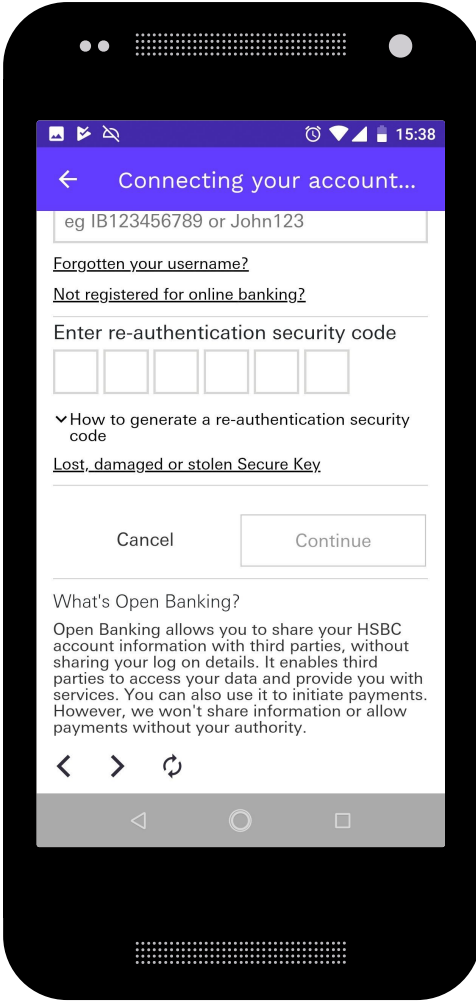 15:38
Connecting your account...
eg IB123456789 or John123
Forgotten your username?
Not registered for online banking?
Enter re-authentication security code
How to generate a re-authentication security
code
Lost, damaged or stolen Secure Key
Cancel
Continue
What's Open Banking?
Open Banking allows you to share your HSBC
account information with third parties, without
sharing your log on details. It enables third
parties to access your data and provide you with
services. You can also use it to initiate payments.
However, we won't share information or allow
payments without your authority.